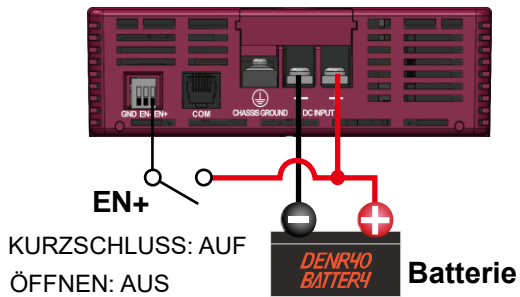 GND EN- EN+
COM
CHASSIS GROUND
DC INPUT
EN+
KURZSCHLUSS: AUF
ÖFFNEN: AUS
DENRYO
BATTERY
Batterie